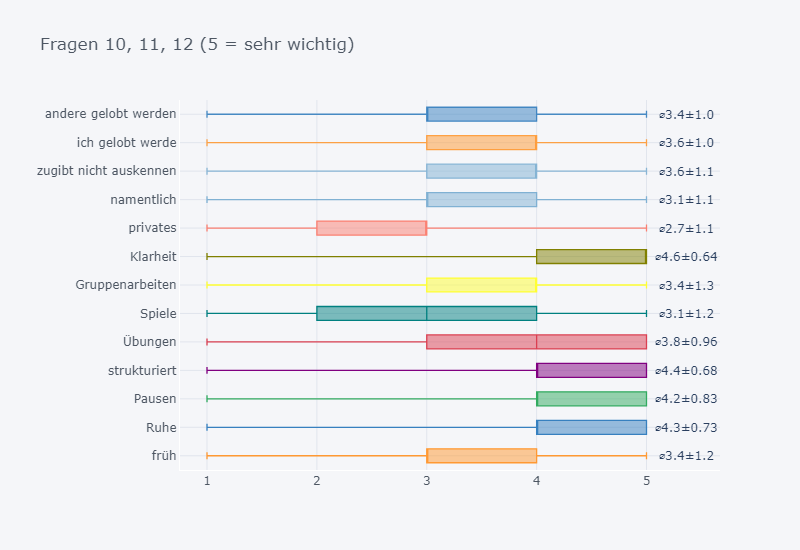 Fragen 10, 11, 12 (5 = sehr wichtig)
andere gelobt werden ⌀3.4±1.0
ich gelobt werde ⌀3.6±1.0
zugibt nicht auskennen ⌀3.6±1.1
namentlich ⌀3.1±1.1
privates ⌀2.7±1.1
Klarheit ⌀4.6±0.64
Gruppenarbeiten ⌀3.4±1.3
Spiele ⌀3.1±1.2
Übungen ⌀3.8±0.96
strukturiert ⌀4.4±0.68
Pausen ⌀4.2±0.83
Ruhe ⌀4.3±0.73
früh ⌀3.4±1.2
1 2 3 4 5